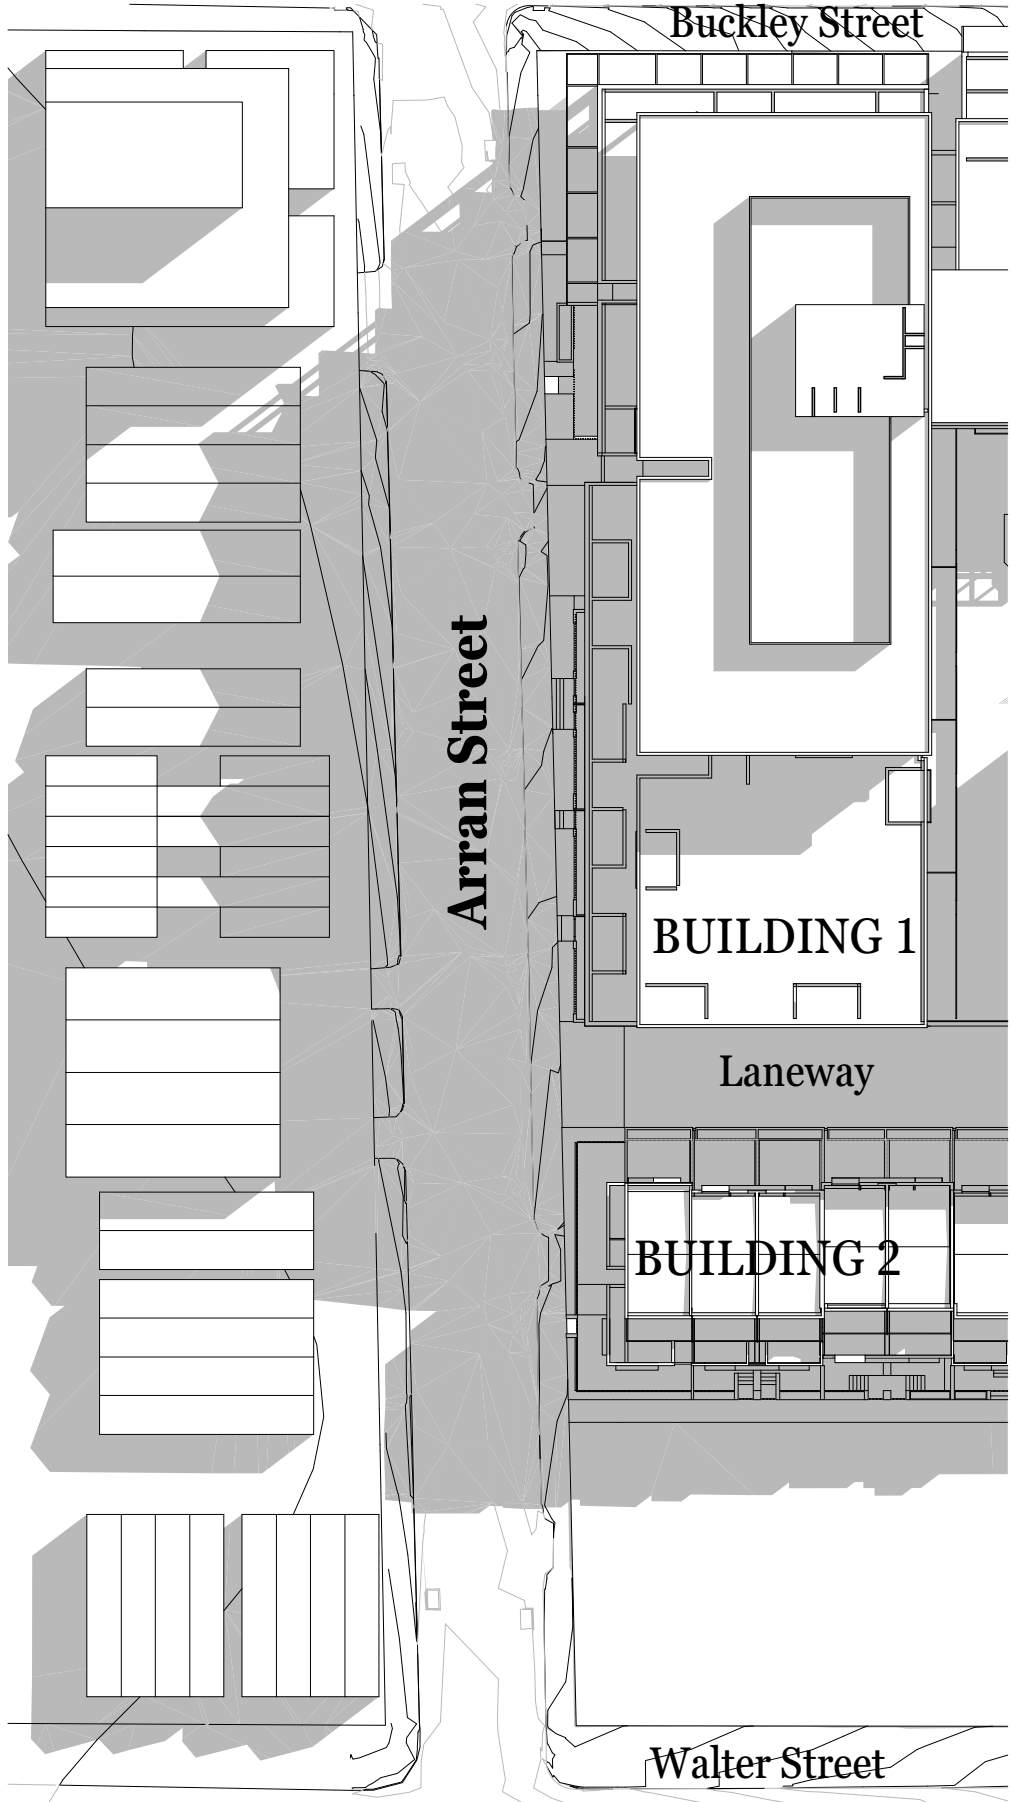 Buckley Street
Arran Street
BUILDING 1
Laneway
BUILDING 2
Walter Street